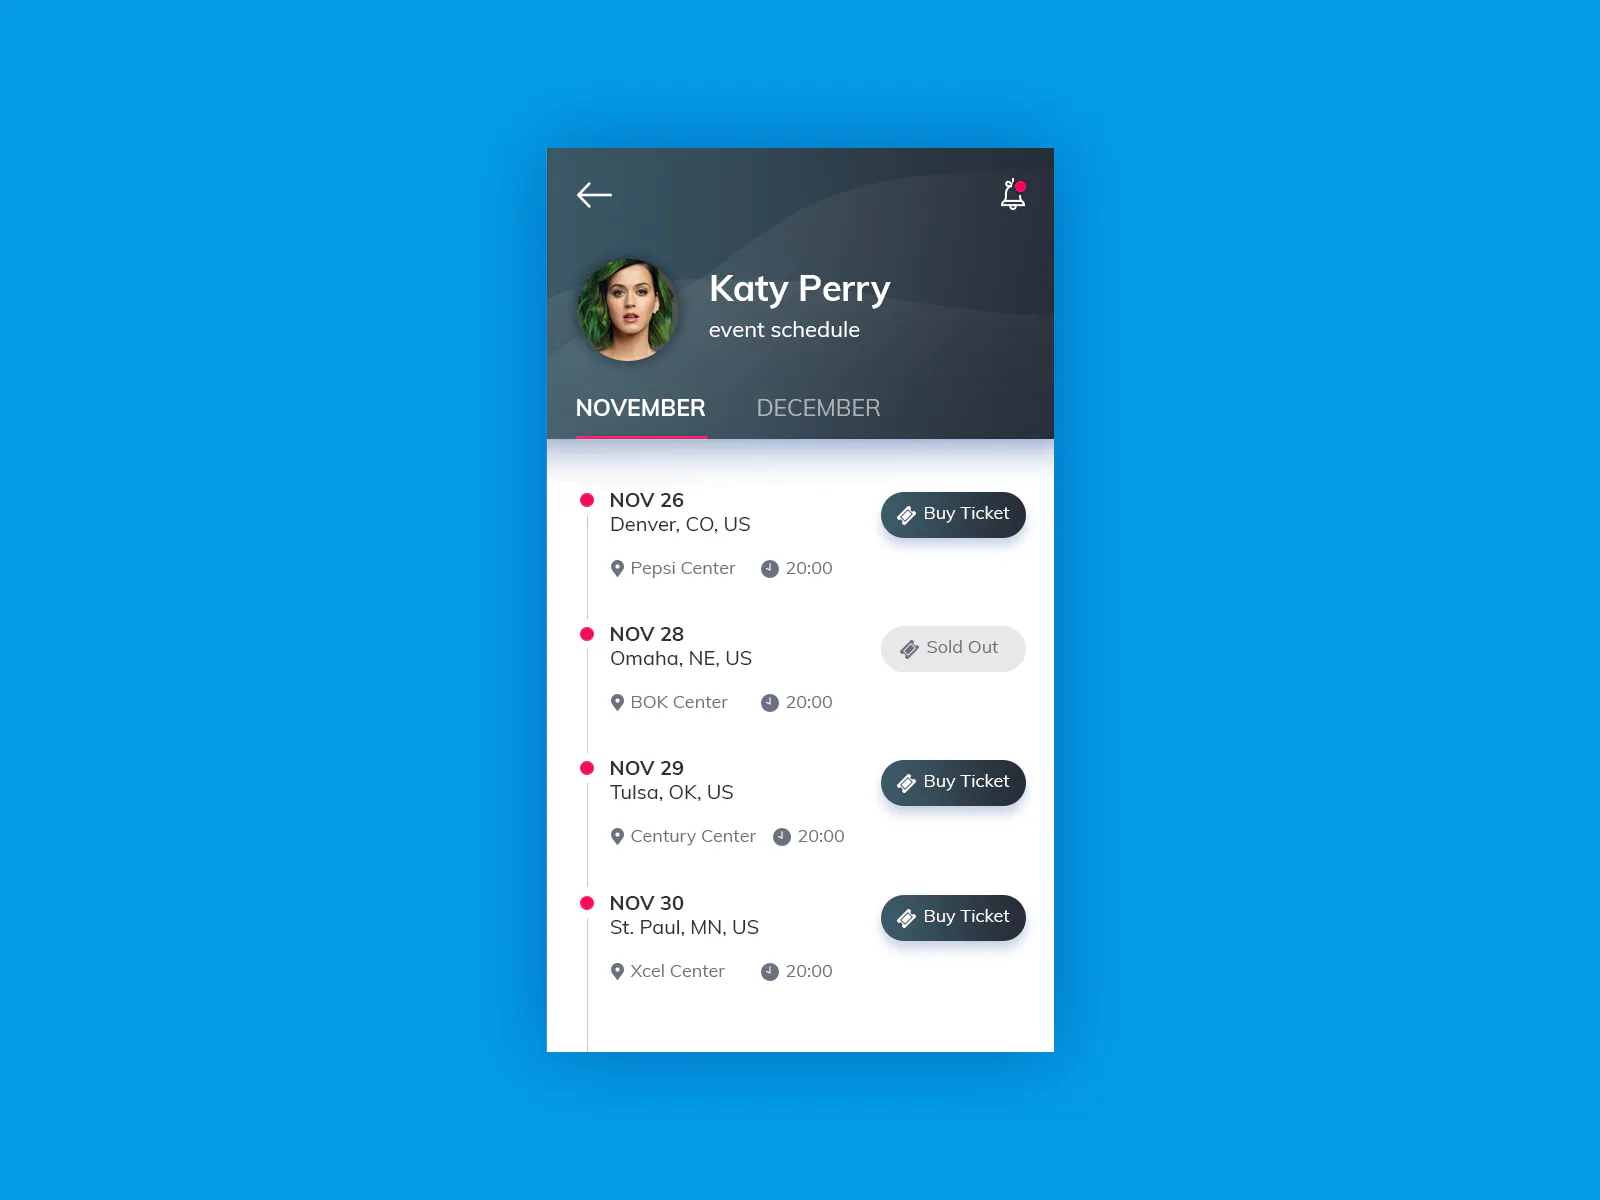 Katy Perry
event schedule
NOVEMBER DECEMBER
NOV 26
Denver, CO, US
Buy Ticket
Pepsi Center 20:00
NOV 28
Omaha, NE, US
Sold Out
BOK Center 20:00
NOV 29
Tulsa, OK, US
Buy Ticket
Century Center 20:00
NOV 30
St. Paul, MN, US
Buy Ticket
Xcel Center 20:00